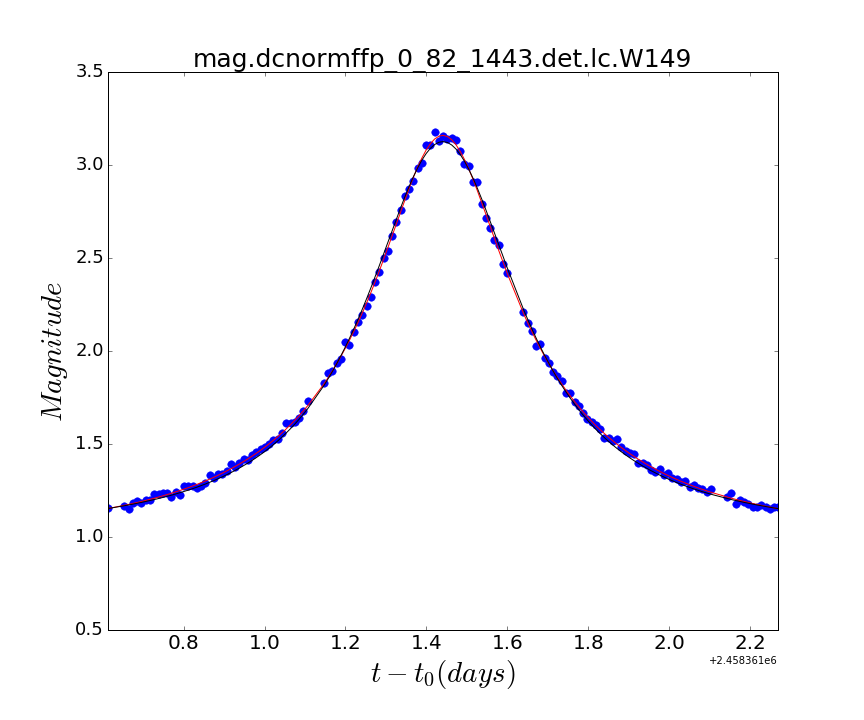 mag.dcnormffp_0_82_1443.det.lc.W149
3.5
3.0
2.5
2.0
1.5
1.0
0.5
Magnitude
0.8 1.0 1.2 1.4 1.6 1.8 2.0 2.2
+2.458361e6
t − t₀(days)